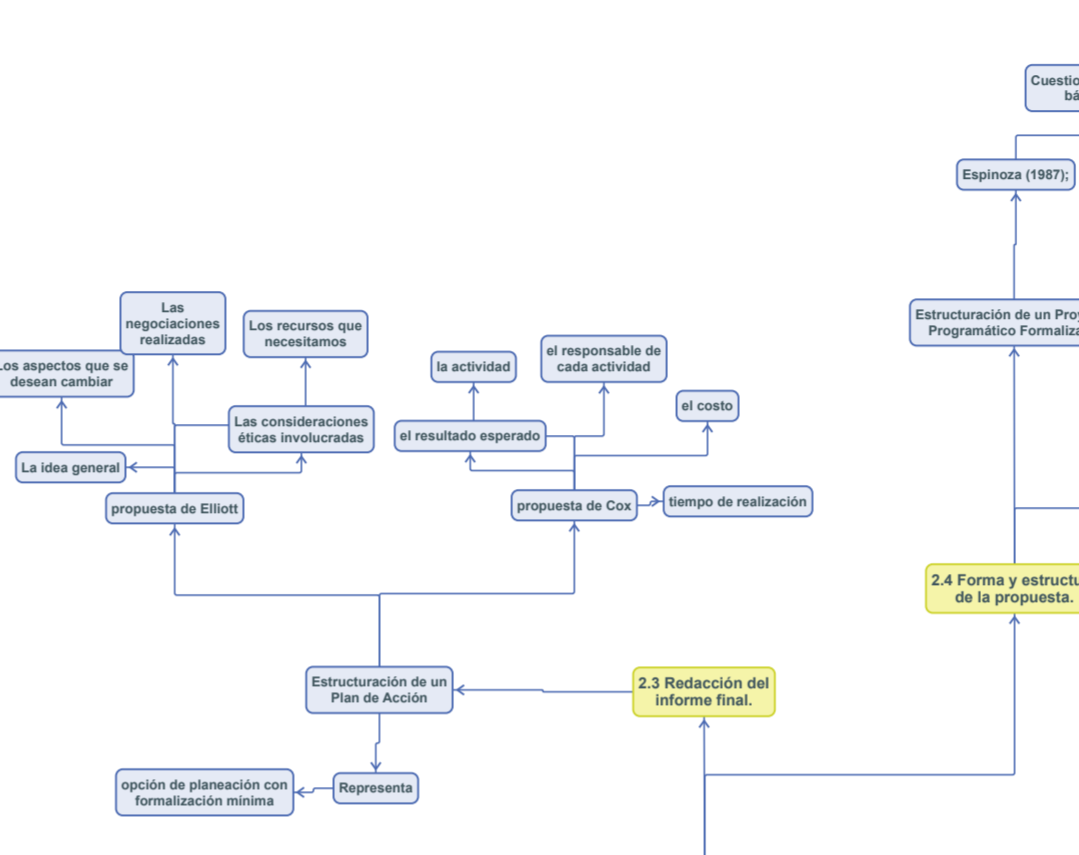 Cuestio
bá
Espinoza (1987);
Las
negociaciones
realizadas
Los recursos que
necesitamos
Estructuración de un Proy
Programático Formaliza
Los aspectos que se
desean cambiar
la actividad
el responsable de
cada actividad
el costo
Las consideraciones
éticas involucradas
el resultado esperado
La idea general
propuesta de Elliott
propuesta de Cox
tiempo de realización
2.4 Forma y estructu
de la propuesta.
Estructuración de un
Plan de Acción
2.3 Redacción del
informe final.
opción de planeación con
formalización mínima
Representa